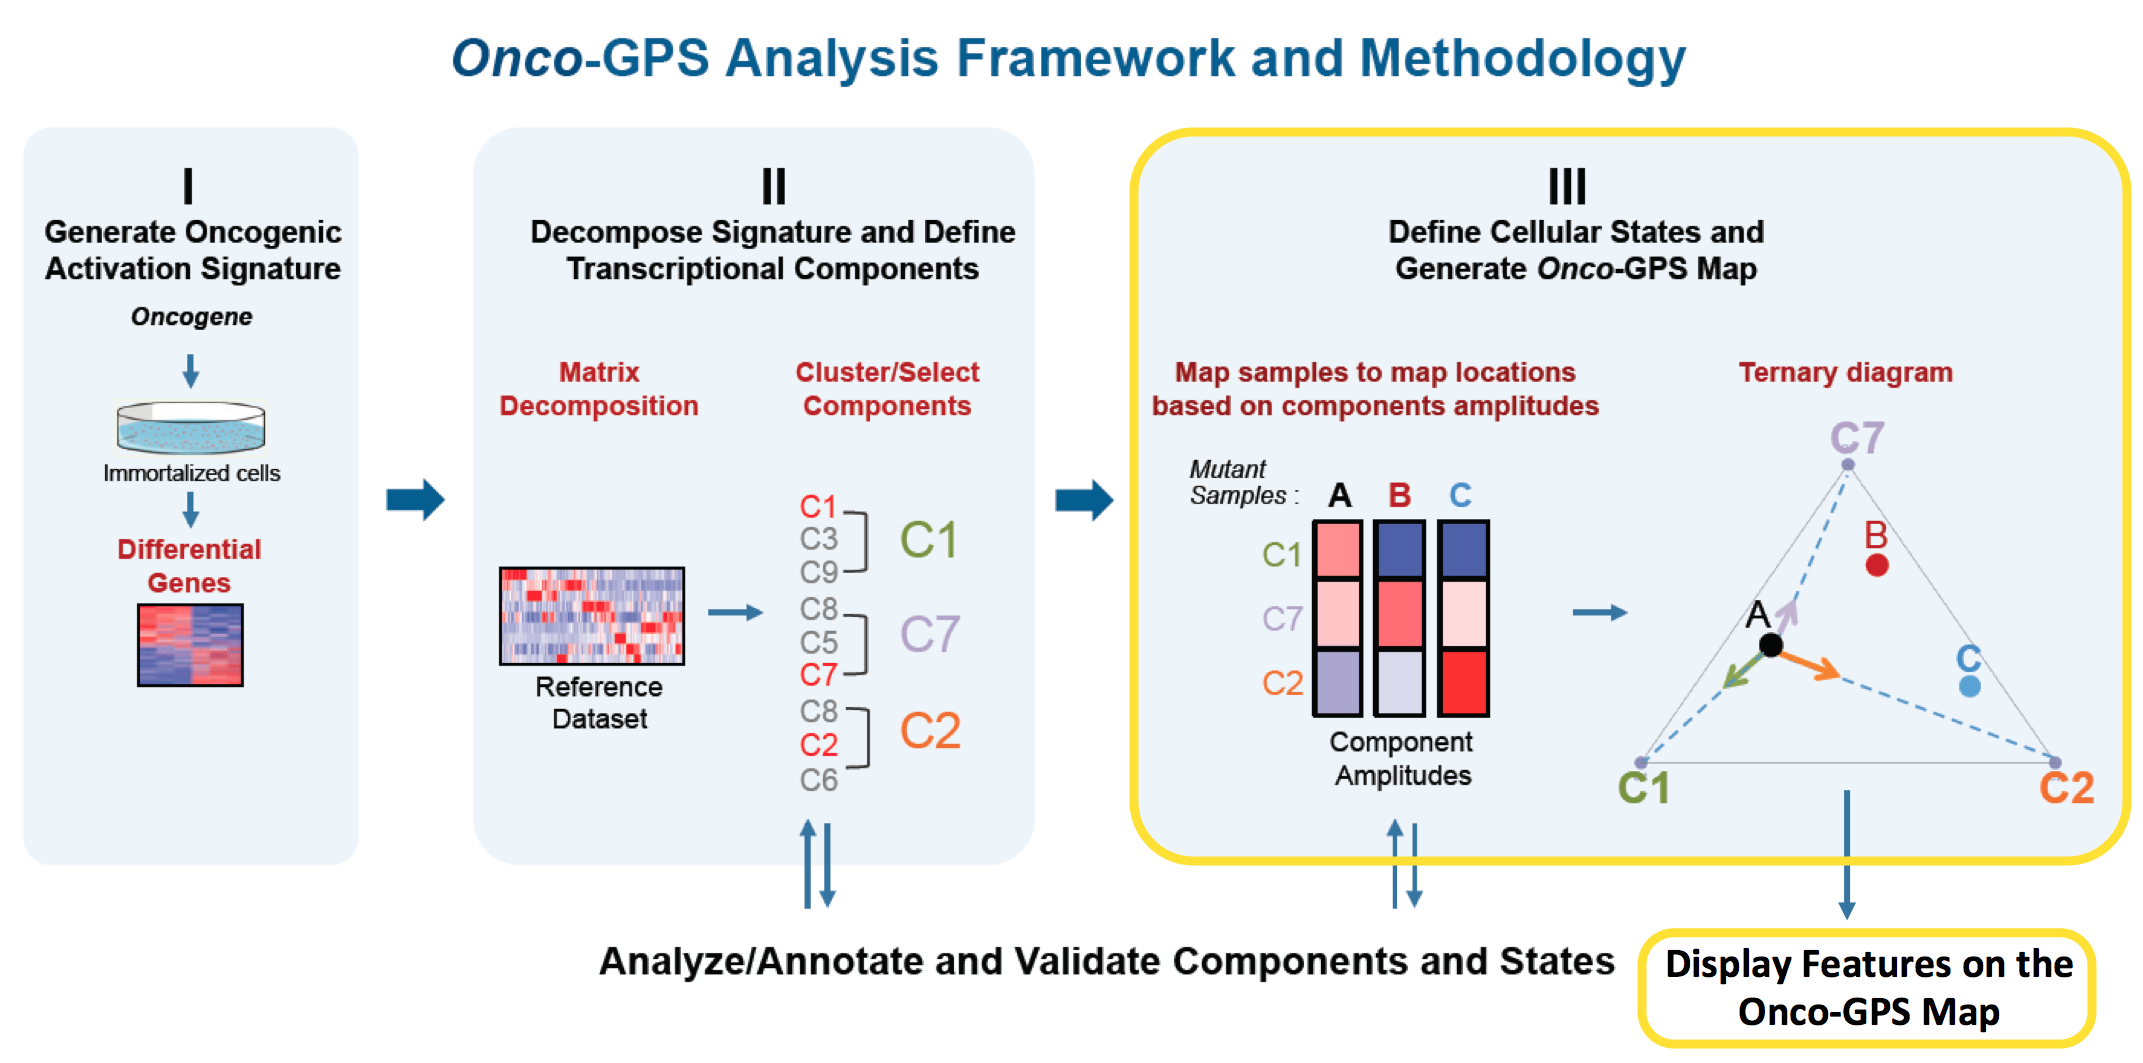 Onco-GPS Analysis Framework and Methodology
I
Generate Oncogenic
Activation Signature
Oncogene
Immortalized cells
Differential
Genes
II
Decompose Signature and Define
Transcriptional Components
Matrix
Decomposition
Reference
Dataset
Cluster/Select
Components
C1
C3
C9
C1
C8
C5
C7
C7
C8
C2
C6
C2
III
Define Cellular States and
Generate Onco-GPS Map
Map samples to map locations
based on components amplitudes
Mutant
Samples :
A B C
C1
C7
C2
Component
Amplitudes
Ternary diagram
C7
B
A
C
C1
C2
Analyze/Annotate and Validate Components and States
Display Features on the
Onco-GPS Map